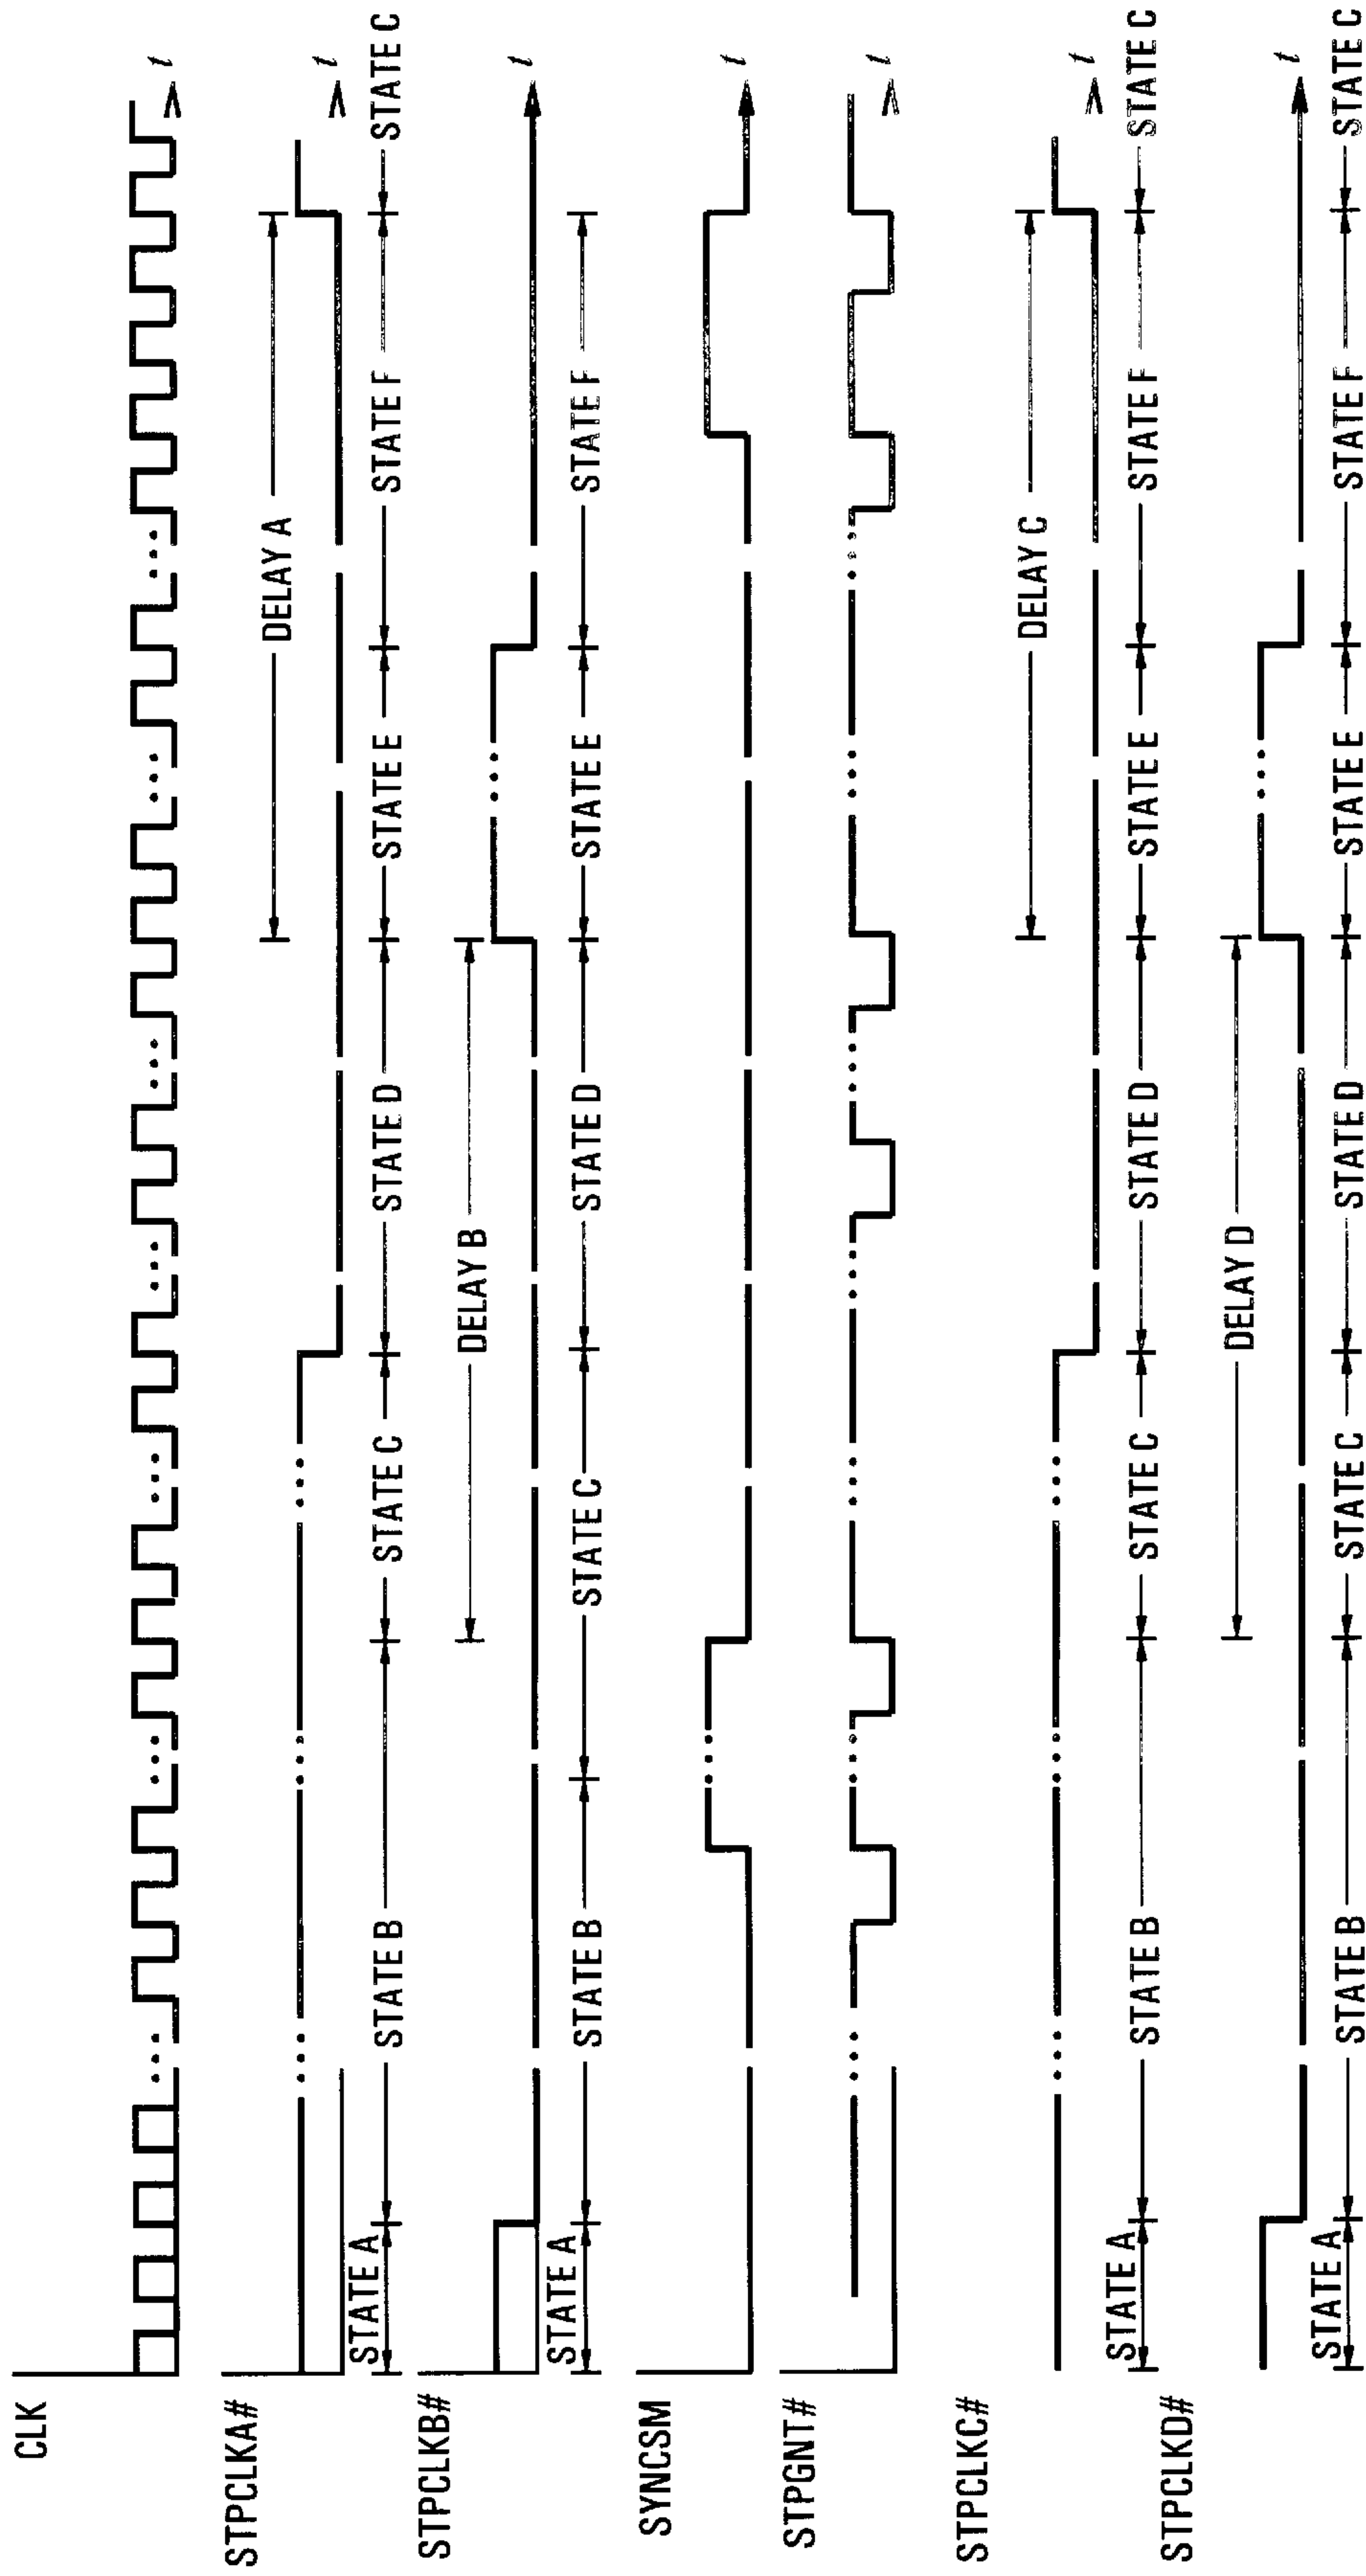 CLK
t
STPCLKA#
t
DELAY A
STATE A
STATE B
STATE C
STATE D
STATE E
STATE F
STATE C
STPCLKB#
t
DELAY B
STATE A
STATE B
STATE C
STATE D
STATE E
STATE F
SYNCSM
t
STPGNT#
t
STPCLKC#
t
DELAY C
STATE A
STATE B
STATE C
STATE D
STATE E
STATE F
STATE C
STPCLKD#
t
DELAY D
STATE A
STATE B
STATE C
STATE D
STATE E
STATE F
STATE C